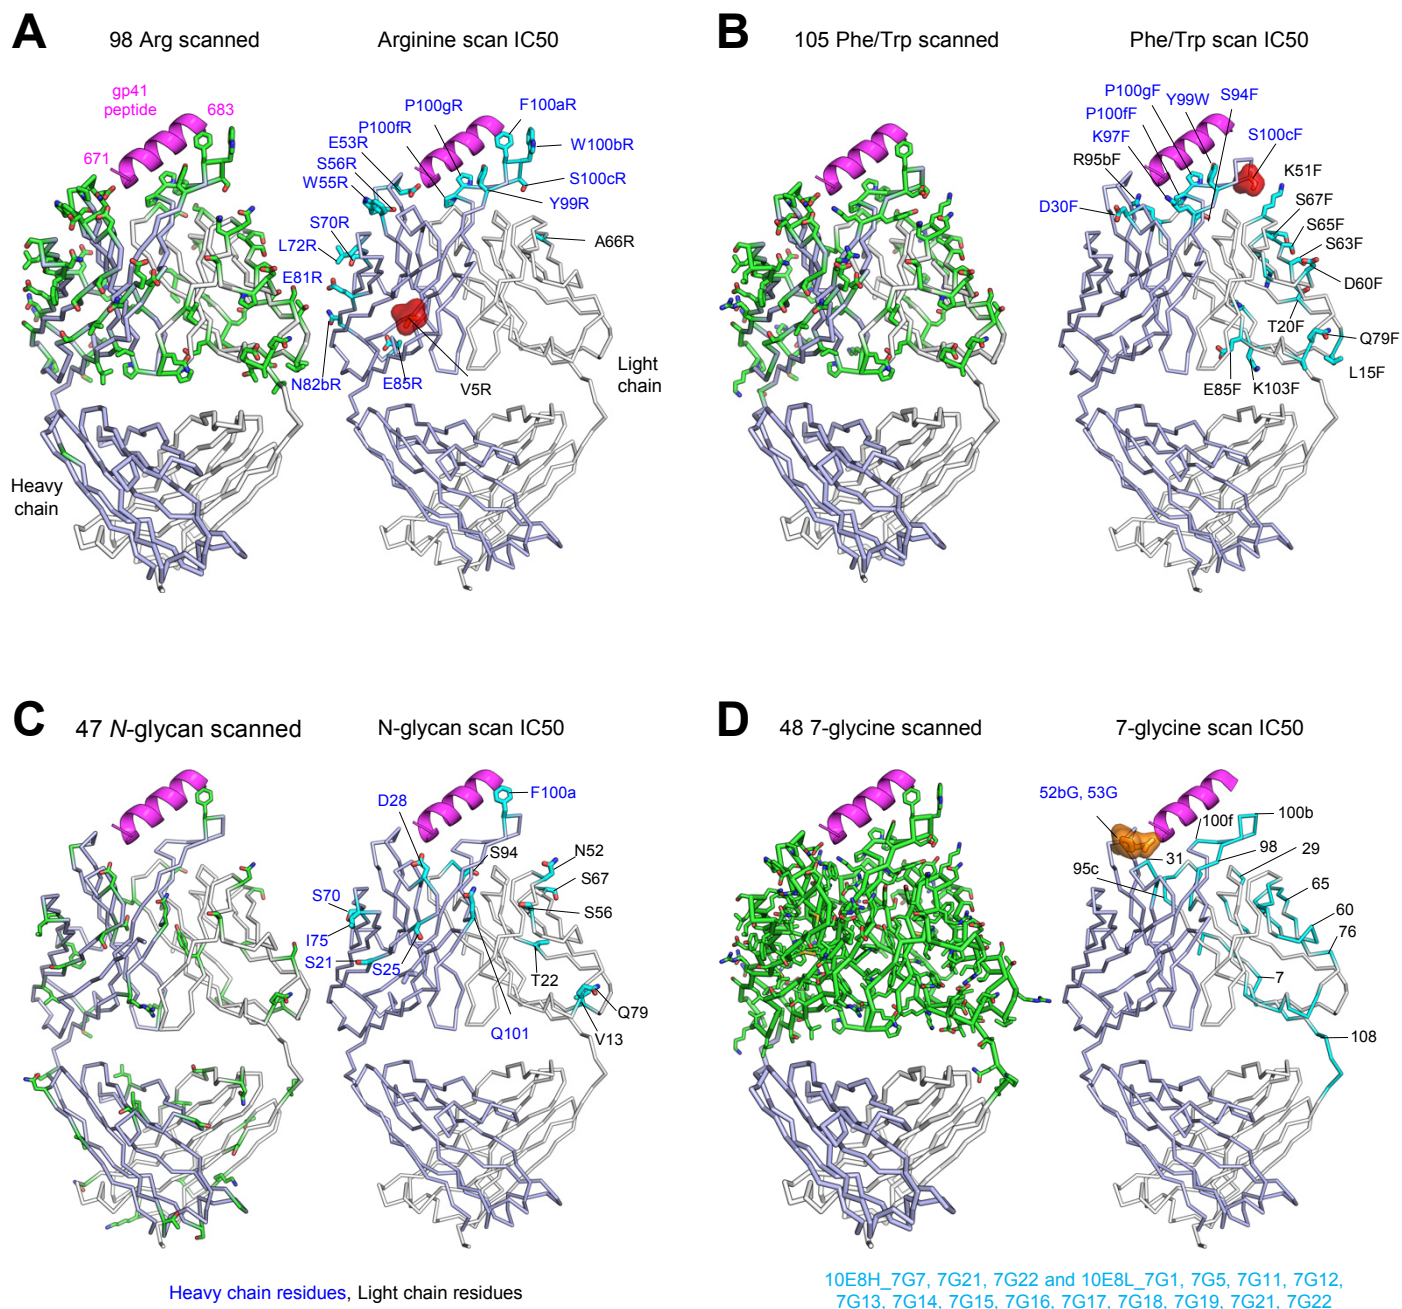 A
98 Arg scanned
Arginine scan IC50
gp41
peptide
683
671
P100gR
F100aR
P100fR
E53R
W100bR
S56R
W55R
S100cR
Y99R
S70R
A66R
L72R
E81R
N82bR
E85R
V5R
Light
chain
Heavy
chain
B
105 Phe/Trp scanned
Phe/Trp scan IC50
P100gF
Y99W
S94F
P100fF
K97F
S100cF
R95bF
K51F
D30F
S67F
S65F
S63F
D60F
T20F
Q79F
L15F
E85F
K103F
C
47 N-glycan scanned
N-glycan scan IC50
D28
F100a
S94
N52
S67
S70
S56
I75
S21
S25
T22
Q79
Q101
V13
Heavy chain residues, Light chain residues
D
48 7-glycine scanned
7-glycine scan IC50
52bG, 53G
100f
100b
31
98
29
95c
65
60
76
7
108
10E8H_7G7, 7G21, 7G22 and 10E8L_7G1, 7G5, 7G11, 7G12,
7G13, 7G14, 7G15, 7G16, 7G17, 7G18, 7G19, 7G21, 7G22